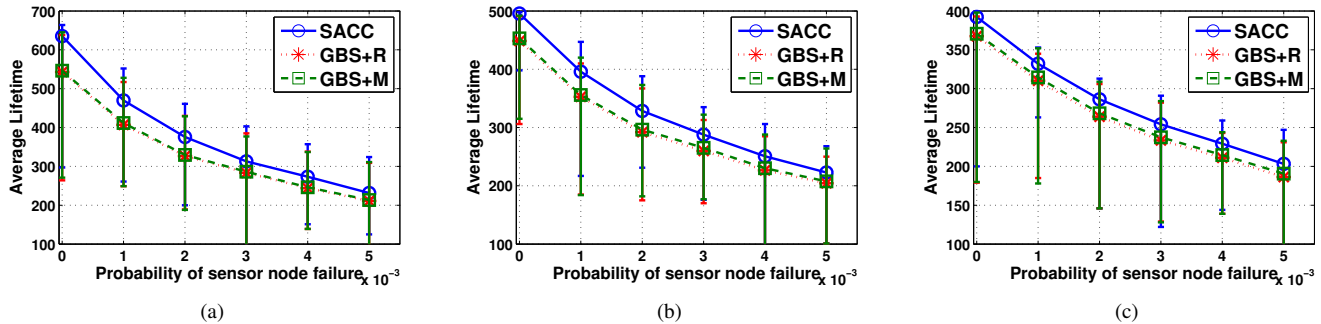 700
600
500
400
300
200
100
Average Lifetime
0
1
2
3
4
5
Probability of sensor node failure
x 10⁻³
SACC
GBS+R
GBS+M
(a)
500
400
300
200
100
Average Lifetime
0
1
2
3
4
5
Probability of sensor node failure
x 10⁻³
SACC
GBS+R
GBS+M
(b)
400
350
300
250
200
150
100
Average Lifetime
0
1
2
3
4
5
Probability of sensor node failure
x 10⁻³
SACC
GBS+R
GBS+M
(c)